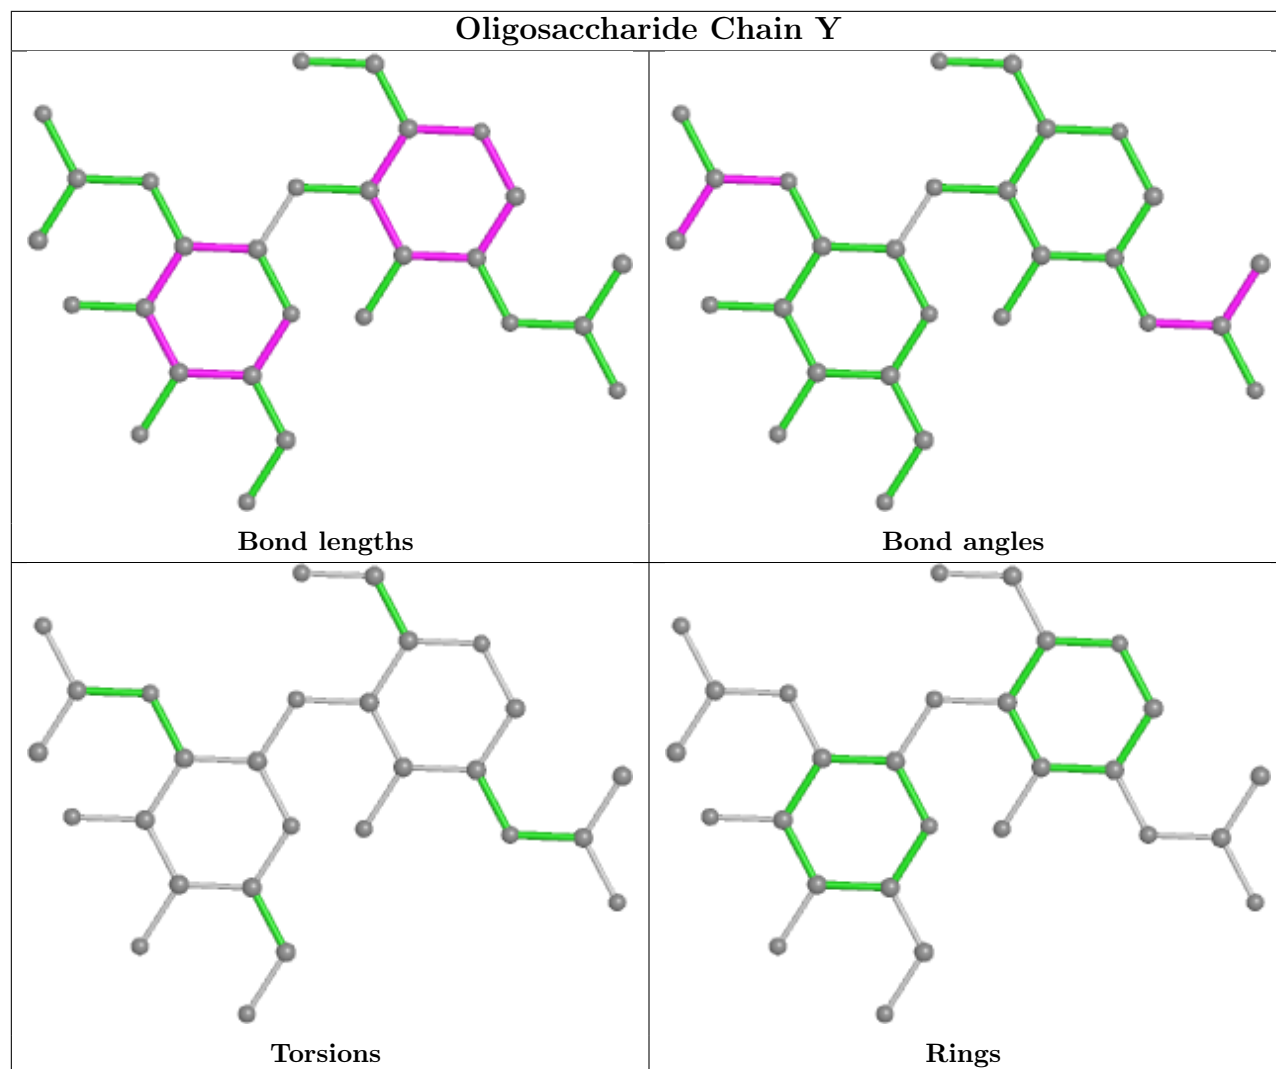 Oligosaccharide Chain Y
Bond lengths
Bond angles
Torsions
Rings